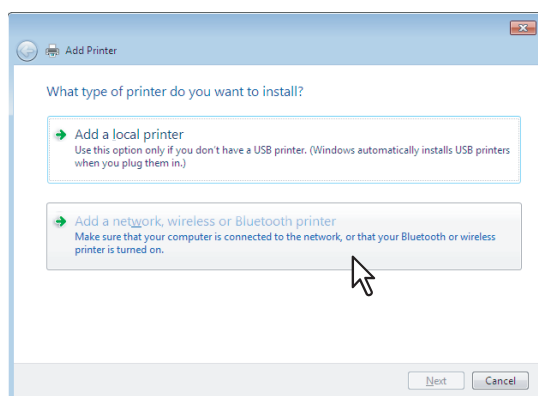 Add Printer
What type of printer do you want to install?
Add a local printer
Use this option only if you don't have a USB printer. (Windows automatically installs USB printers
when you plug them in.)
Add a network, wireless or Bluetooth printer
Make sure that your computer is connected to the network, or that your Bluetooth or wireless
printer is turned on.
Next Cancel